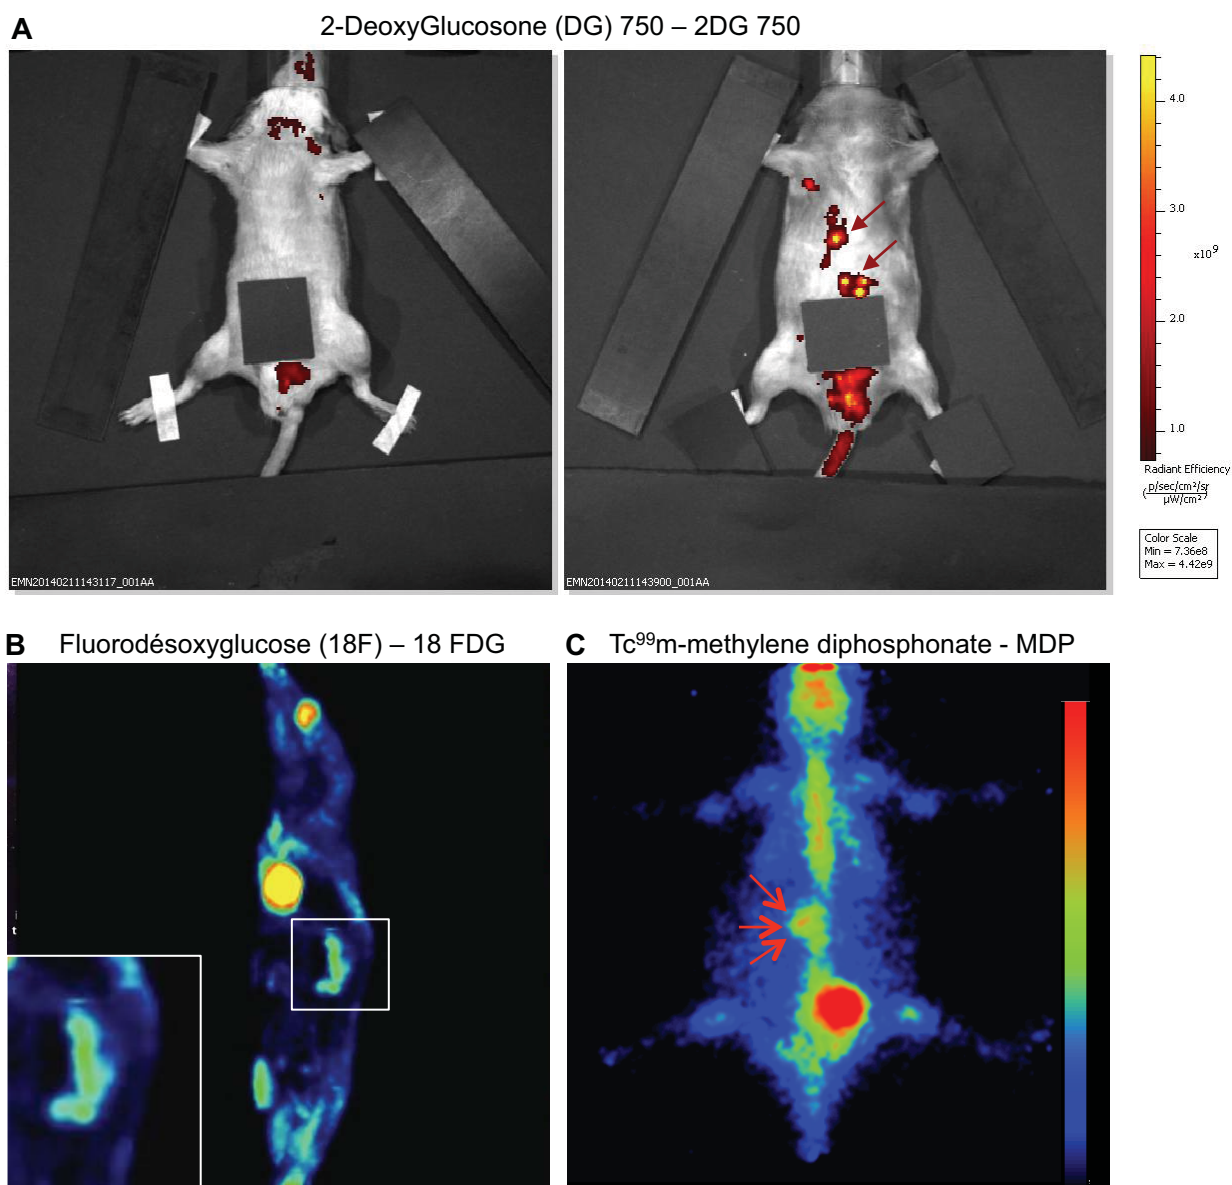 A
2-DeoxyGlucosone (DG) 750 – 2DG 750
EMN20140211143117_001AA
EMN20140211143900_001AA
4.0
3.0
x10⁹
2.0
1.0
Radiant Efficiency
(p/sec/cm²/sr
µW/cm²)
Color Scale
Min = 7.36e8
Max = 4.42e9
B Fluorodésoxyglucose (18F) – 18 FDG
C Tc⁹⁹m-methylene diphosphonate - MDP
i
t